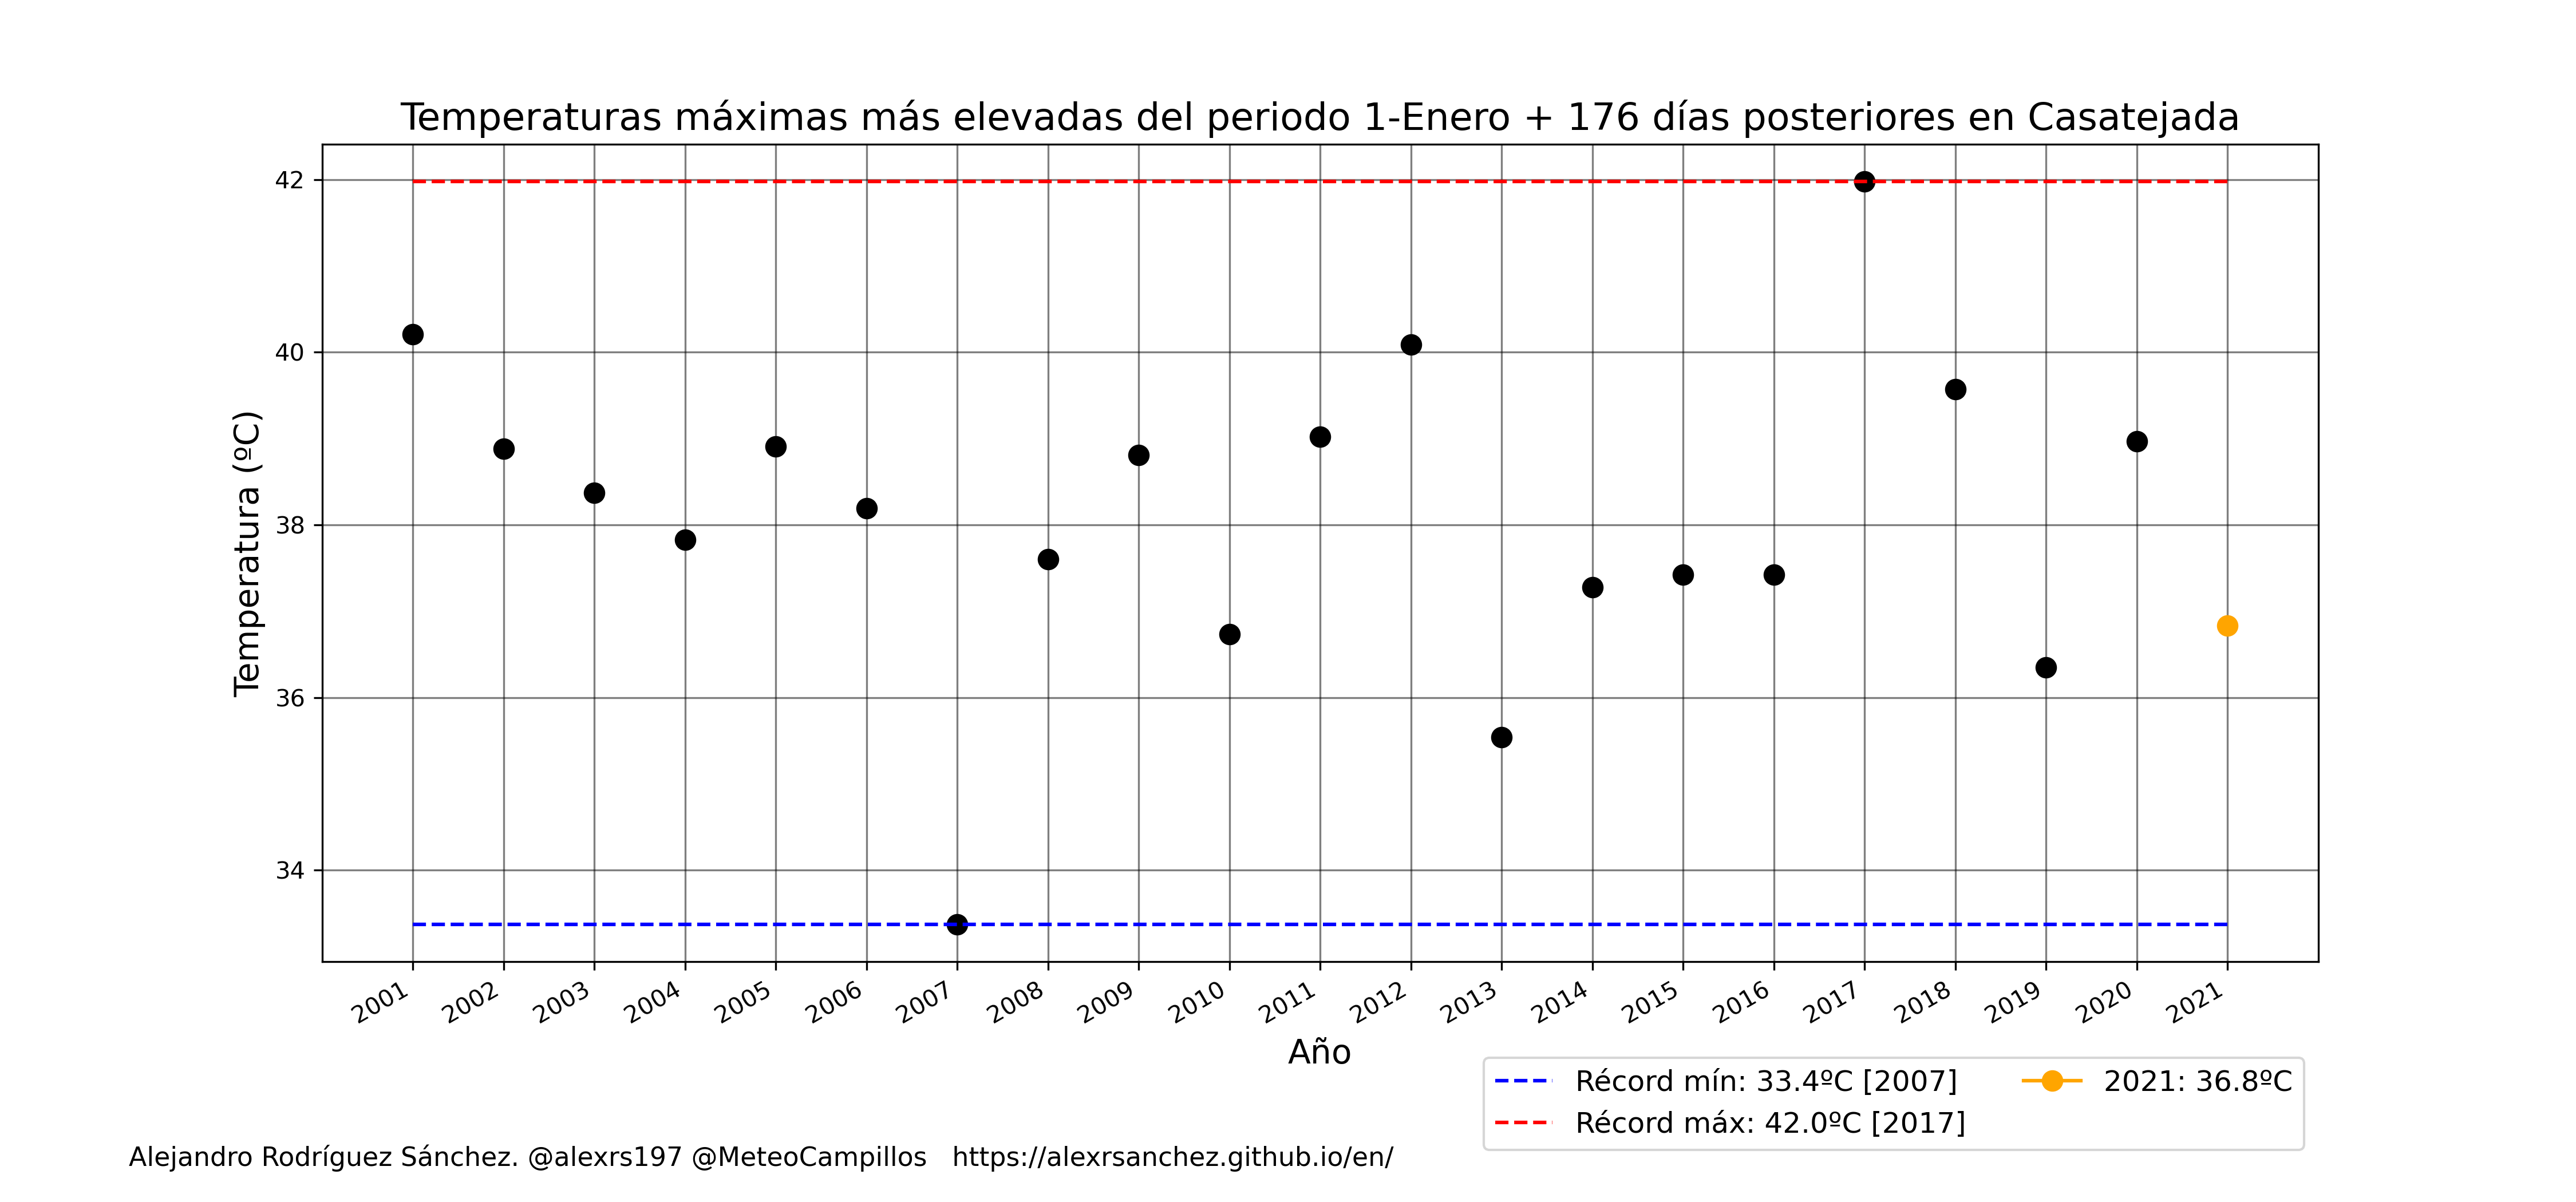 Temperaturas máximas más elevadas del periodo 1-Enero + 176 días posteriores en Casatejada
Temperatura (ºC)
42
40
38
36
34
2001 2002 2003 2004 2005 2006 2007 2008 2009 2010 2011 2012 2013 2014 2015 2016 2017 2018 2019 2020 2021
Año
Récord mín: 33.4ºC [2007]
Récord máx: 42.0ºC [2017]
2021: 36.8ºC
Alejandro Rodríguez Sánchez. @alexrs197 @MeteoCampillos https://alexrsanchez.github.io/en/